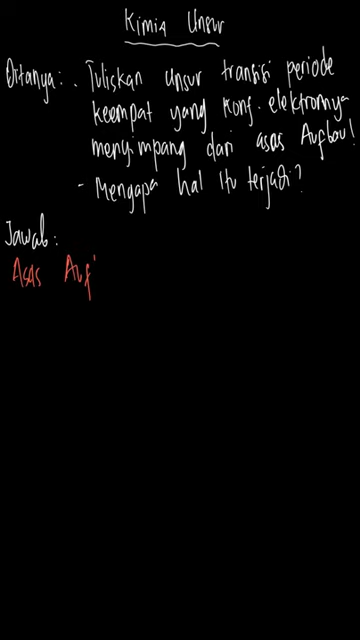 Kimia Unsur
Ditanya: . Tuliskan unsur transisi periode
keempat yang konf. elektronnya
menyimpang dari asas Aufbau!
- Mengapa hal itu terjadi?
Jawab:
Asas Auf